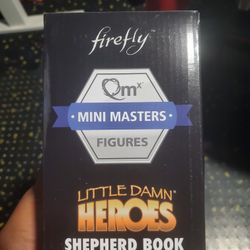 firefly
Qmx
MINI MASTERS
FIGURES
LITTLE DAMN
HEROES
SHEPHERD BOOK